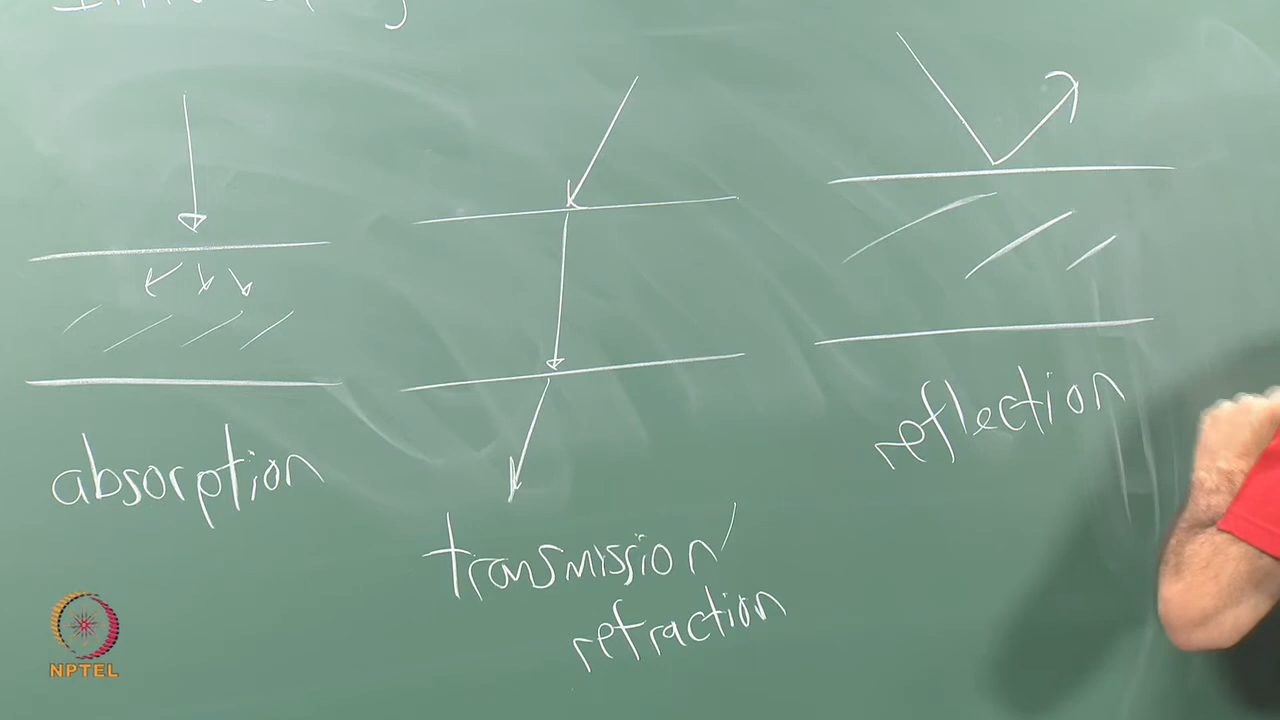 absorption
transmission/
refraction
reflection
NPTEL